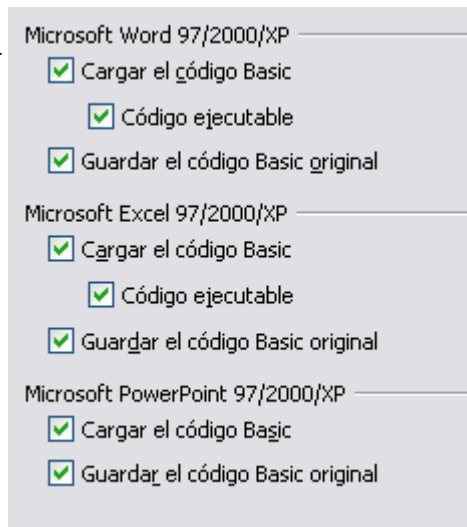 Microsoft Word 97/2000/XP
Cargar el código Basic
Código ejecutable
Guardar el código Basic original
Microsoft Excel 97/2000/XP
Cargar el código Basic
Código ejecutable
Guardar el código Basic original
Microsoft PowerPoint 97/2000/XP
Cargar el código Basic
Guardar el código Basic original